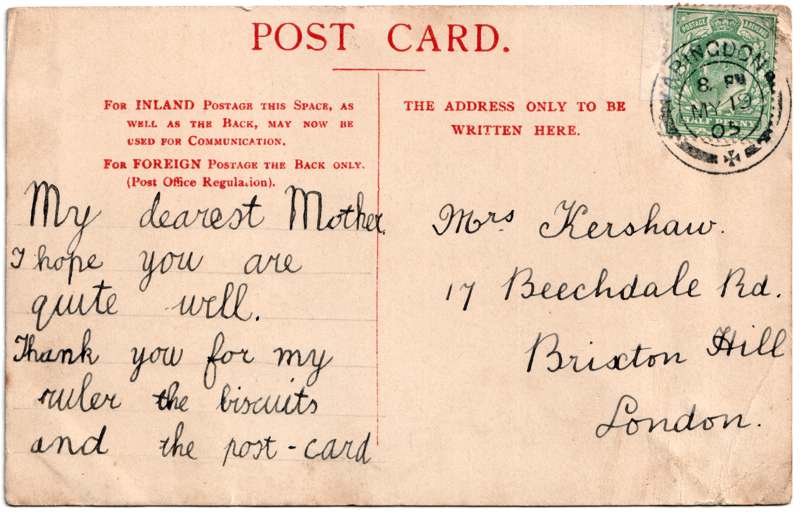 POST CARD.
FOR INLAND POSTAGE THIS SPACE, AS
WELL AS THE BACK, MAY NOW BE
USED FOR COMMUNICATION.
FOR FOREIGN POSTAGE THE BACK ONLY.
(Post Office Regulation).
THE ADDRESS ONLY TO BE
WRITTEN HERE.
POSTAGE
HALFPENNY
ABINGDON
8. PM
MY 19
05
My dearest Mother.
I hope you are
quite well.
Thank you for my
ruler the biscuits
and the post-card
Mrs Kershaw.
17 Beechdale Rd.
Brixton Hill
London.